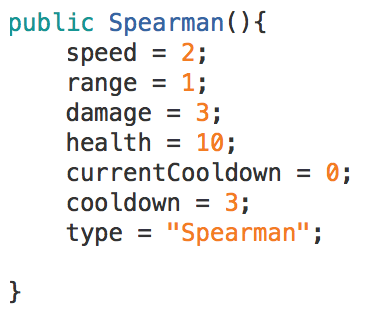 public Spearman(){
    speed = 2;
    range = 1;
    damage = 3;
    health = 10;
    currentCooldown = 0;
    cooldown = 3;
    type = "Spearman";

}